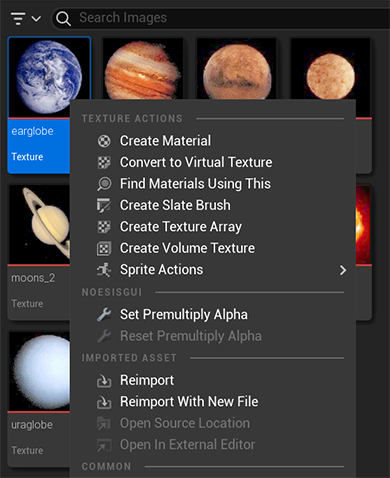 Search Images
earglobe
Texture
TEXTURE ACTIONS
Create Material
Convert to Virtual Texture
Find Materials Using This
Create Slate Brush
Create Texture Array
Create Volume Texture
Sprite Actions
moons_2
Texture
NOESISGUI
Set Premultiply Alpha
Reset Premultiply Alpha
IMPORTED ASSET
Reimport
Reimport With New File
Open Source Location
Open In External Editor
uraglobe
Texture
COMMON